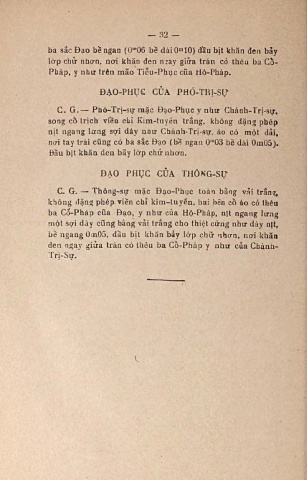 — 32 —
ba sắc Đạo bề ngan (0m06 bề dài 0m10) đầu bịt khăn đen bảy
lớp chữ nhơn, nơi khăn đen ngay giữa trán có thêu ba Cổ-
Pháp, y như trên mão Tiểu-Phục của Hộ-Pháp.
ĐẠO-PHỤC CỦA PHÓ-TRỊ-SỰ
C. G. — Phó-Trị-sự mặc Đạo-Phục y như Chánh-Trị-sự,
song cổ trịch viên chỉ Kim-tuyến trắng, không đặng phép
nịt ngang lưng sợi dây như Chánh-Trị-sự, áo có một dải,
nơi tay trái cũng có ba sắc Đạo (bề ngan 0m03 bề dài 0m05).
Đầu bịt khăn đen bảy lớp chữ nhơn.
ĐẠO PHỤC CỦA THÔNG-SỰ
C. G. — Thông-sự mặc Đạo-Phục toàn bằng vải trắng,
không đặng phép viên chỉ kim-tuyến, hai bên cổ áo có thêu
ba Cổ-Pháp của Đạo, y như của Hộ-Pháp, nịt ngang lưng
một sợi dây cũng bằng vải trắng cho thiệt cứng như dây nịt,
bề ngang 0m05, đầu bịt khăn bảy lớp chữ nhơn, nơi khăn
đen ngay giữa trán có thêu ba Cổ-Pháp y như của Chánh-
Trị-Sự.